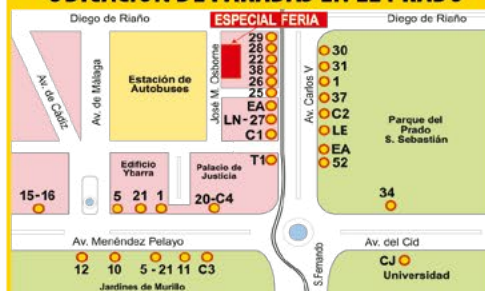 UBICACIÓN DE PARADAS EN EL PRADO
Diego de Riaño
ESPECIAL FERIA
Diego de Riaño
Av. de Cádiz
Av. de Málaga
Estación de
Autobuses
José M. Osborne
29
28
22
38
26
25
EA
LN - 27
C1
T1
Av. Carlos V
30
31
1
37
C2
LE
EA
52
Parque del
Prado
S. Sebastián
34
Edificio
Ybarra
Palacio de
Justicia
15-16
5 21 1
20-C4
Av. Menéndez Pelayo
12 10 5 - 21 11 C3
Jardines de Murillo
S.Fernando
Av. del Cid
CJ
Universidad